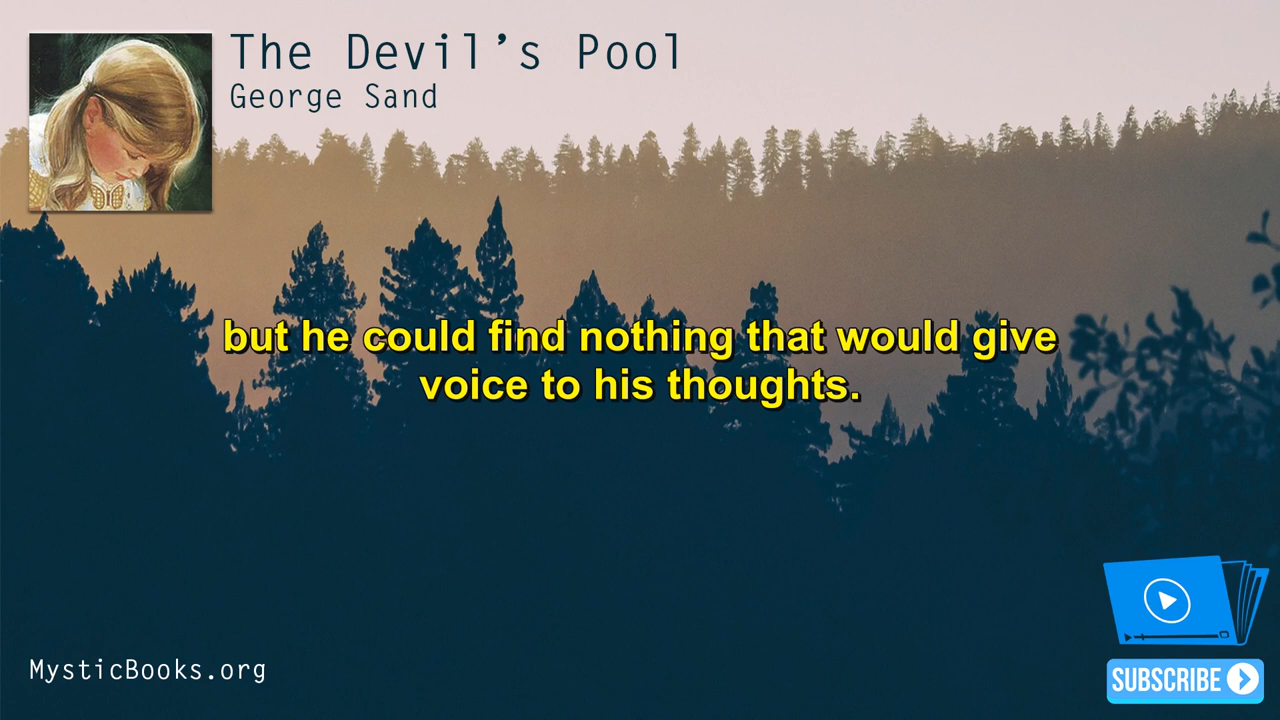 The Devil's Pool
George Sand
but he could find nothing that would give
voice to his thoughts.
MysticBooks.org
SUBSCRIBE